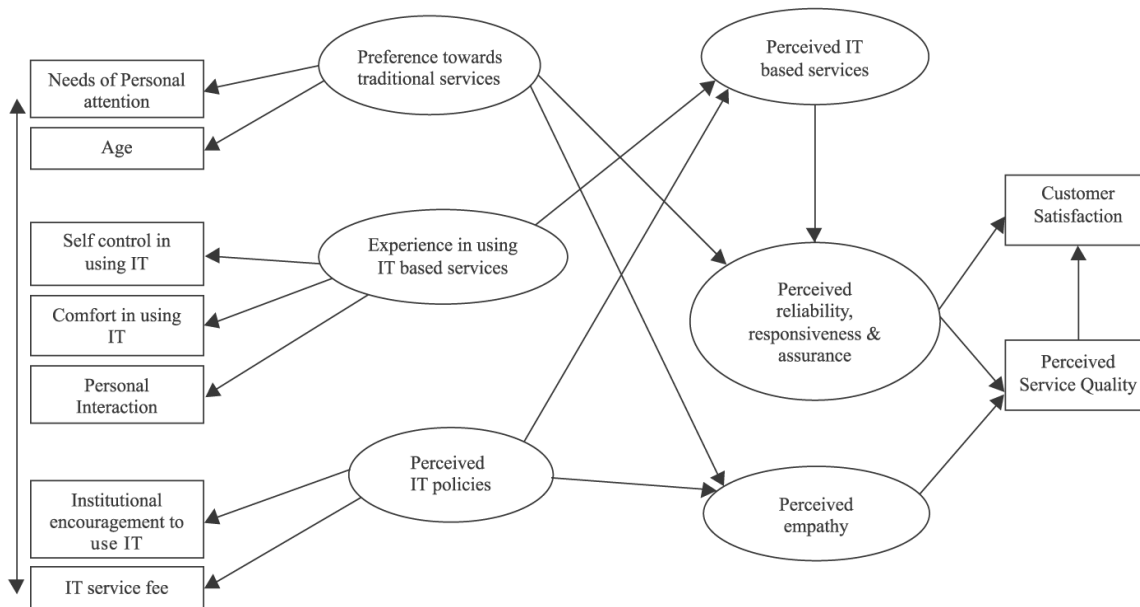 Preference towards
traditional services
Perceived IT
based services
Needs of Personal
attention
Age
Customer
Satisfaction
Self control in
using IT
Experience in using
IT based services
Comfort in using
IT
Perceived
reliability,
responsiveness &
assurance
Personal
Interaction
Perceived
Service Quality
Perceived
IT policies
Institutional
encouragement to
use IT
Perceived
empathy
IT service fee